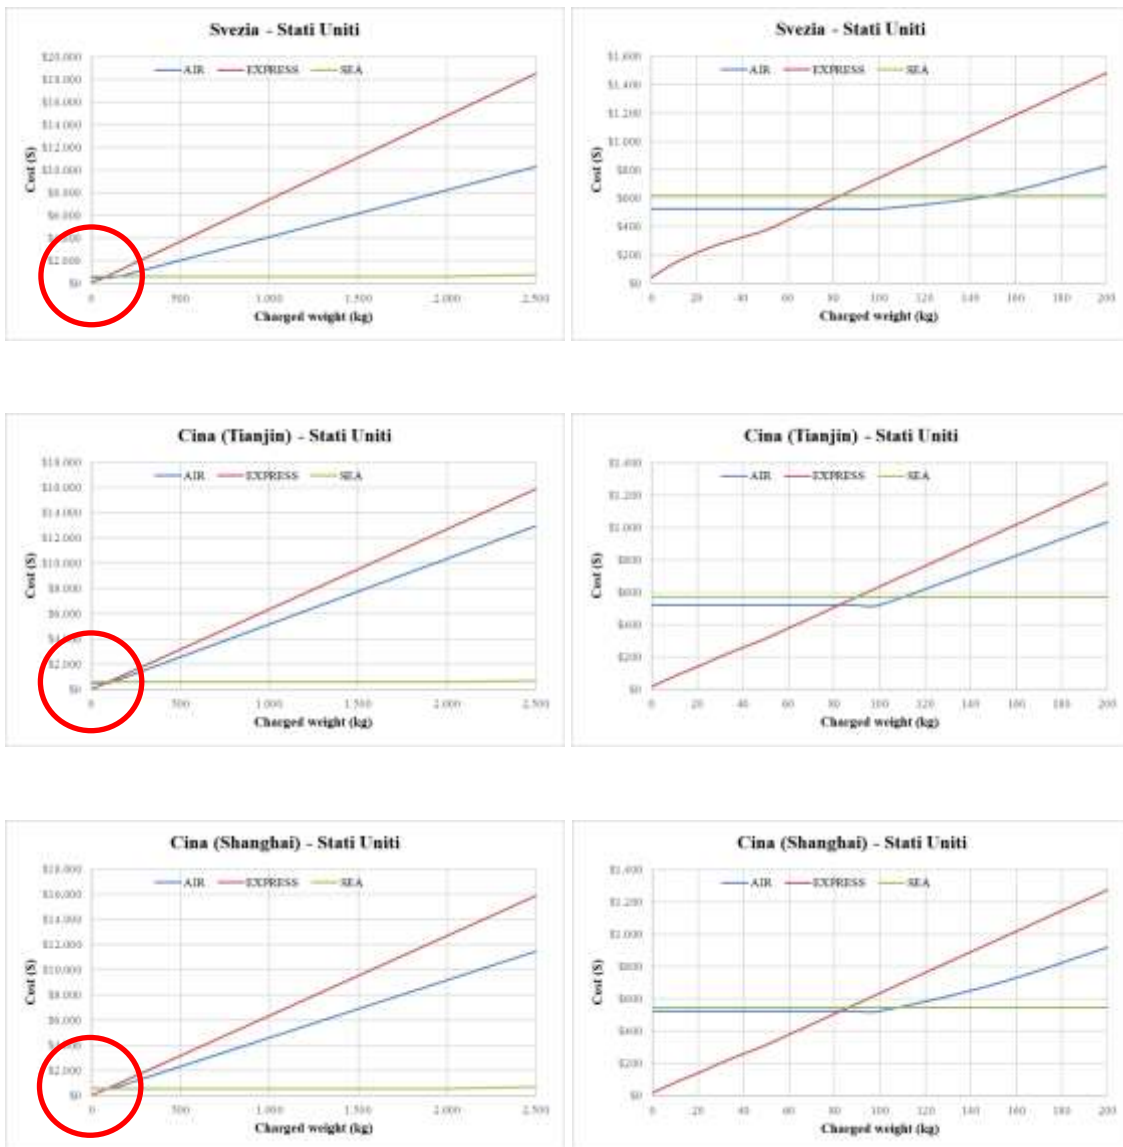 Svezia - Stati Uniti
AIR EXPRESS SEA
Cost ($)
$20.000
$18.000
$16.000
$14.000
$12.000
$10.000
$8.000
$6.000
$4.000
$2.000
$0
0 500 1.000 1.500 2.000 2.500
Charged weight (kg)
Svezia - Stati Uniti
AIR EXPRESS SEA
Cost ($)
$1.600
$1.400
$1.200
$1.000
$800
$600
$400
$200
$0
0 20 40 60 80 100 120 140 160 180 200
Charged weight (kg)
Cina (Tianjin) - Stati Uniti
AIR EXPRESS SEA
Cost ($)
$18.000
$16.000
$14.000
$12.000
$10.000
$8.000
$6.000
$4.000
$2.000
$0
0 500 1.000 1.500 2.000 2.500
Charged weight (kg)
Cina (Tianjin) - Stati Uniti
AIR EXPRESS SEA
Cost ($)
$1.400
$1.200
$1.000
$800
$600
$400
$200
$0
0 20 40 60 80 100 120 140 160 180 200
Charged weight (kg)
Cina (Shanghai) - Stati Uniti
AIR EXPRESS SEA
Cost ($)
$18.000
$16.000
$14.000
$12.000
$10.000
$8.000
$6.000
$4.000
$2.000
$0
0 500 1.000 1.500 2.000 2.500
Charged weight (kg)
Cina (Shanghai) - Stati Uniti
AIR EXPRESS SEA
Cost ($)
$1.400
$1.200
$1.000
$800
$600
$400
$200
$0
0 20 40 60 80 100 120 140 160 180 200
Charged weight (kg)